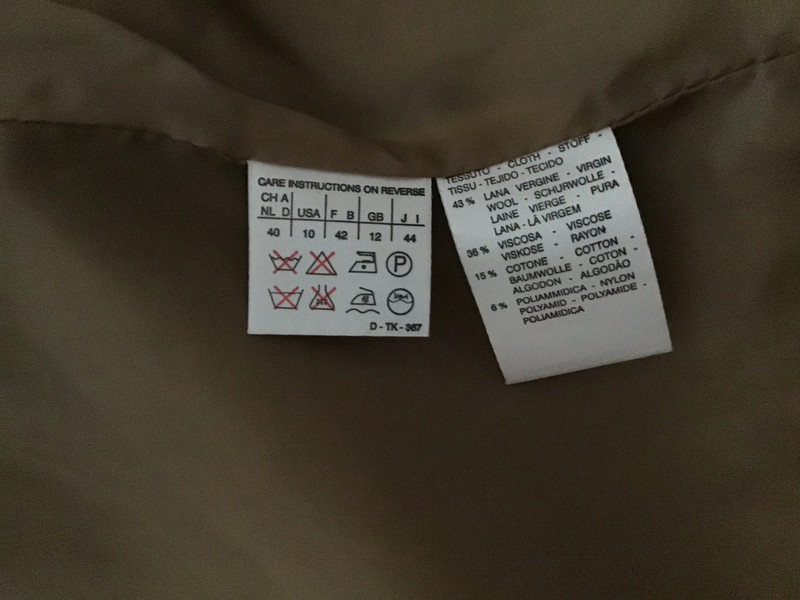 CARE INSTRUCTIONS ON REVERSE
CH A
NL D USA F B GB J I
40 10 42 12 44
P
D - TK - 367
TESSUTO - CLOTH - STOFF -
TISSU - TEJIDO - TECIDO
43 % LANA VERGINE - VIRGIN
WOOL - SCHURWOLLE -
LAINE VIERGE - PURA
LANA - LÃ VIRGEM
36 % VISCOSA - VISCOSE
VISKOSE - RAYON
15 % COTONE - COTTON -
BAUMWOLLE - COTON -
ALGODON - ALGODÃO
6 % POLIAMMIDICA - NYLON
POLYAMID - POLYAMIDE -
POLIAMIDICA